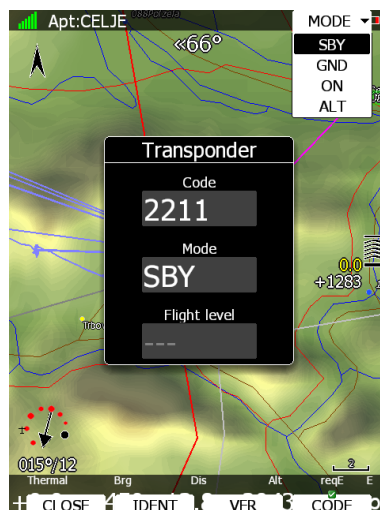 Apt:CELJE
MODE
«66°
SBY
GND
ON
ALT
Transponder
Code
2211
Mode
SBY
Flight level
---
0.0
+1283
015°/12
2
Thermal Brg Dis Alt reqE E
CLOSE IDENT VFR CODE